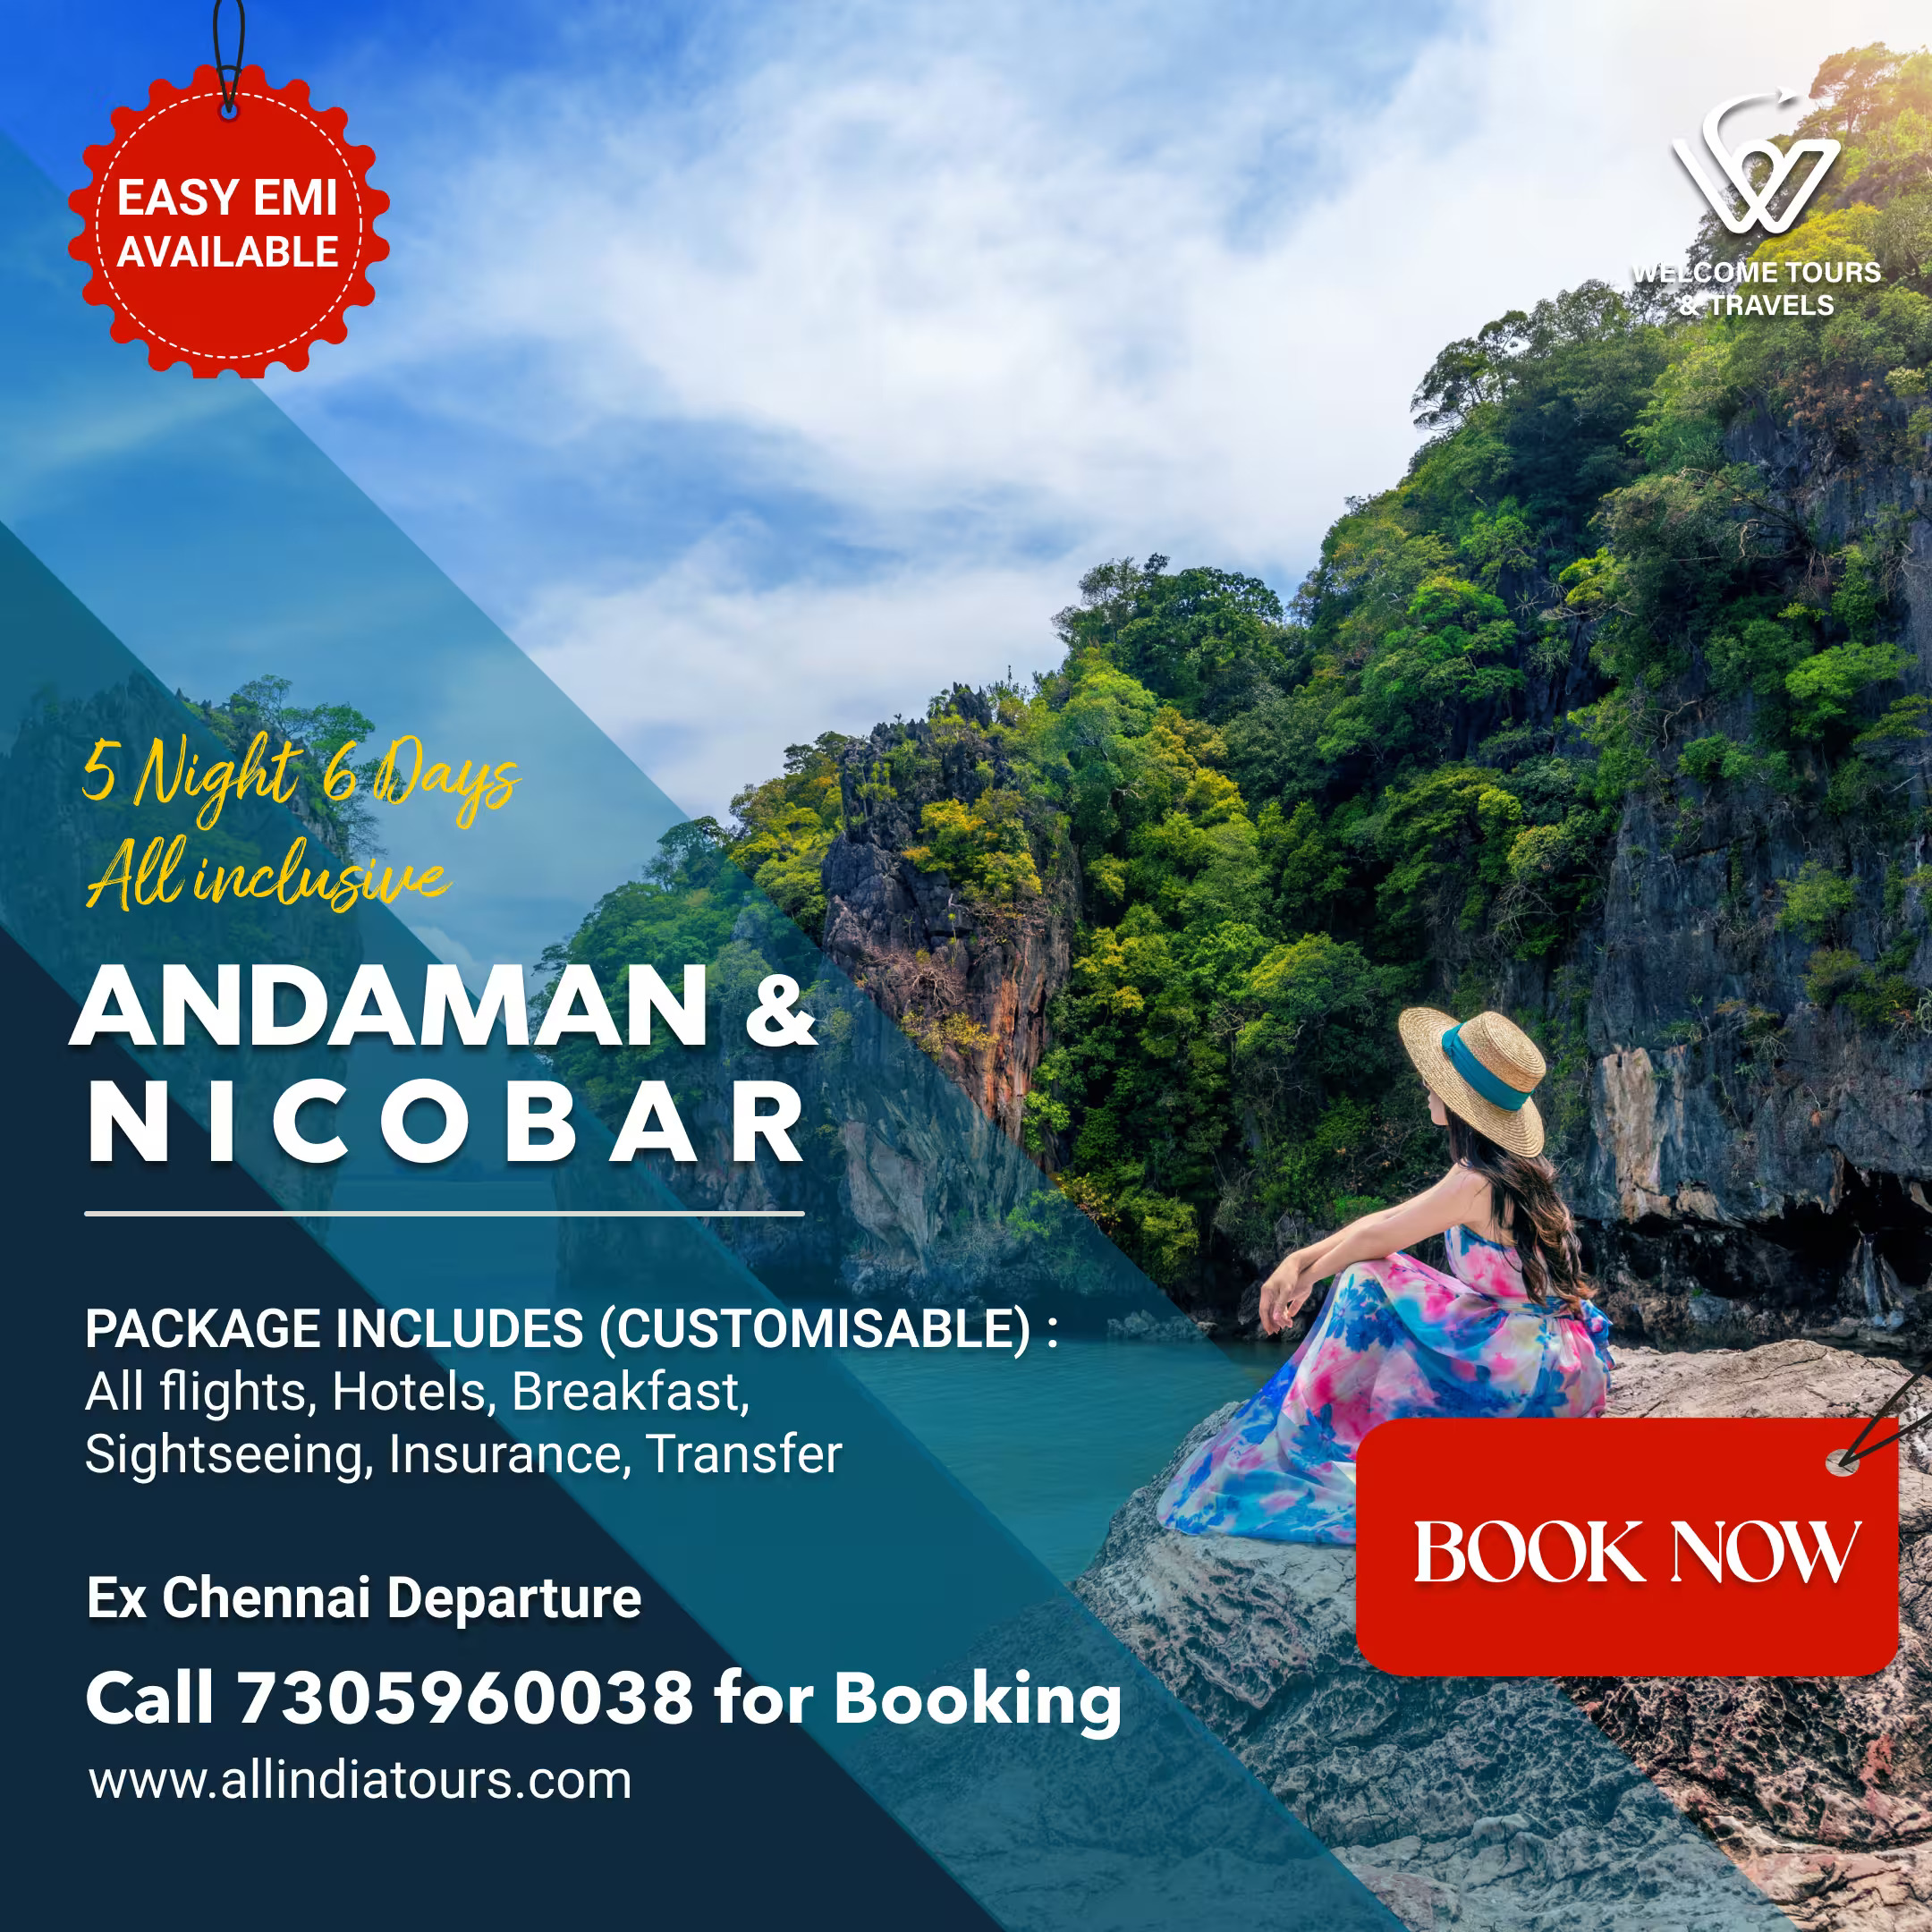 EASY EMI
AVAILABLE
WELCOME TOURS
& TRAVELS
5 Night 6 Days
All inclusive
ANDAMAN &
NICOBAR
PACKAGE INCLUDES (CUSTOMISABLE) :
All flights, Hotels, Breakfast,
Sightseeing, Insurance, Transfer
Ex Chennai Departure
Call 7305960038 for Booking
www.allindiatours.com
BOOK NOW